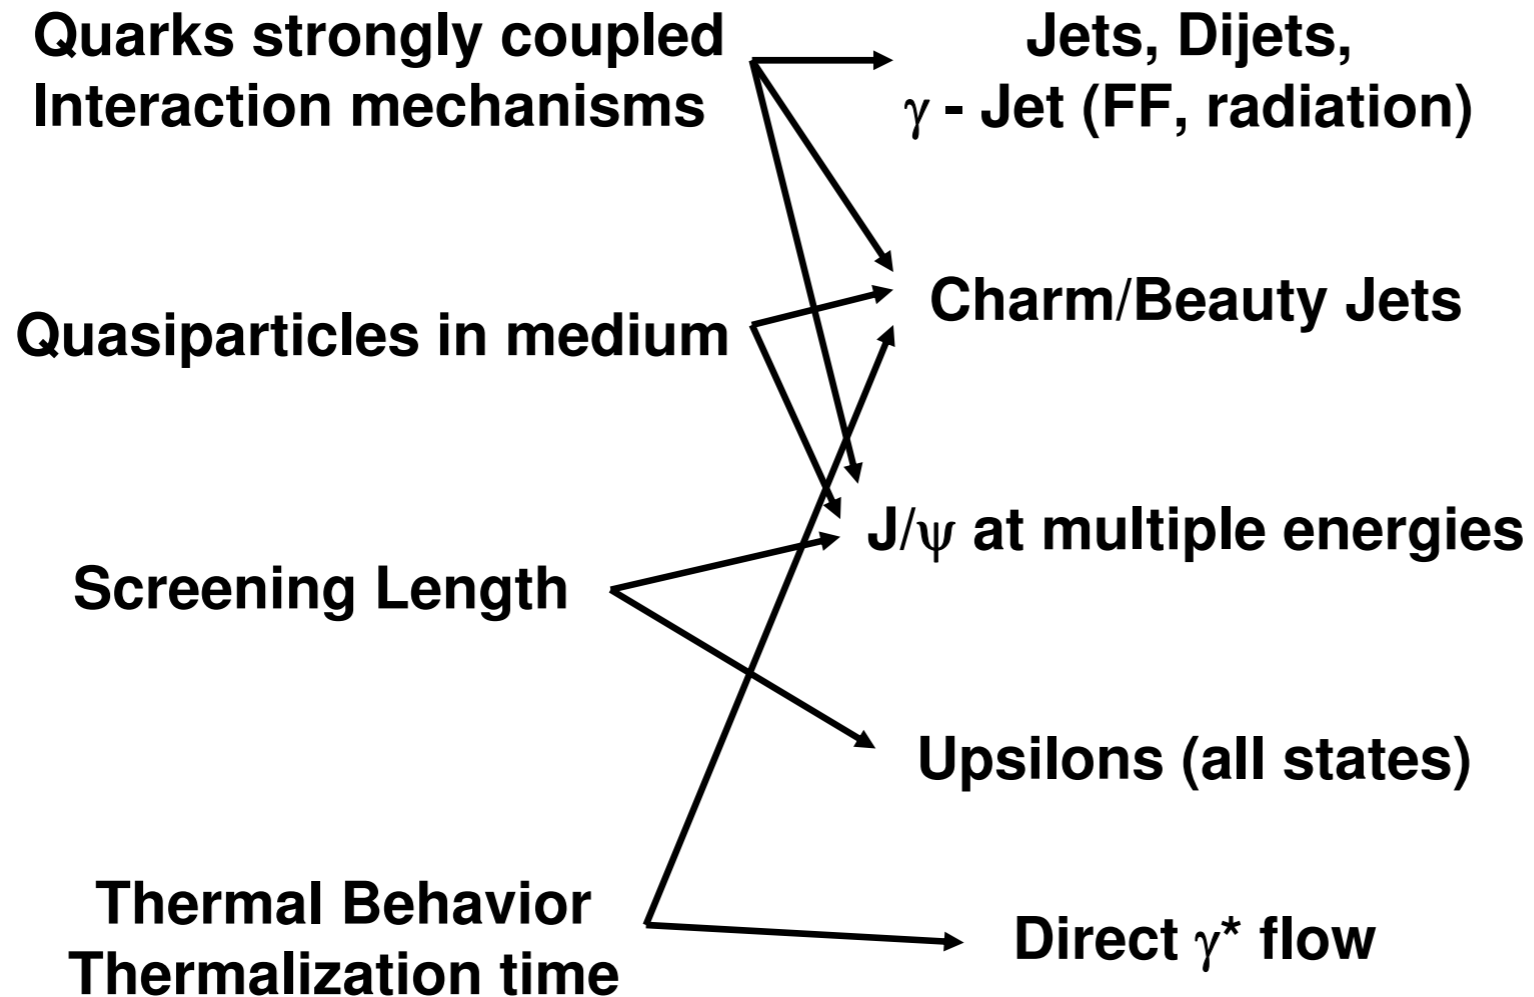 Quarks strongly coupled
Interaction mechanisms
Jets, Dijets,
γ - Jet (FF, radiation)
Quasiparticles in medium
Charm/Beauty Jets
Screening Length
J/ψ at multiple energies
Upsilons (all states)
Thermal Behavior
Thermalization time
Direct γ* flow